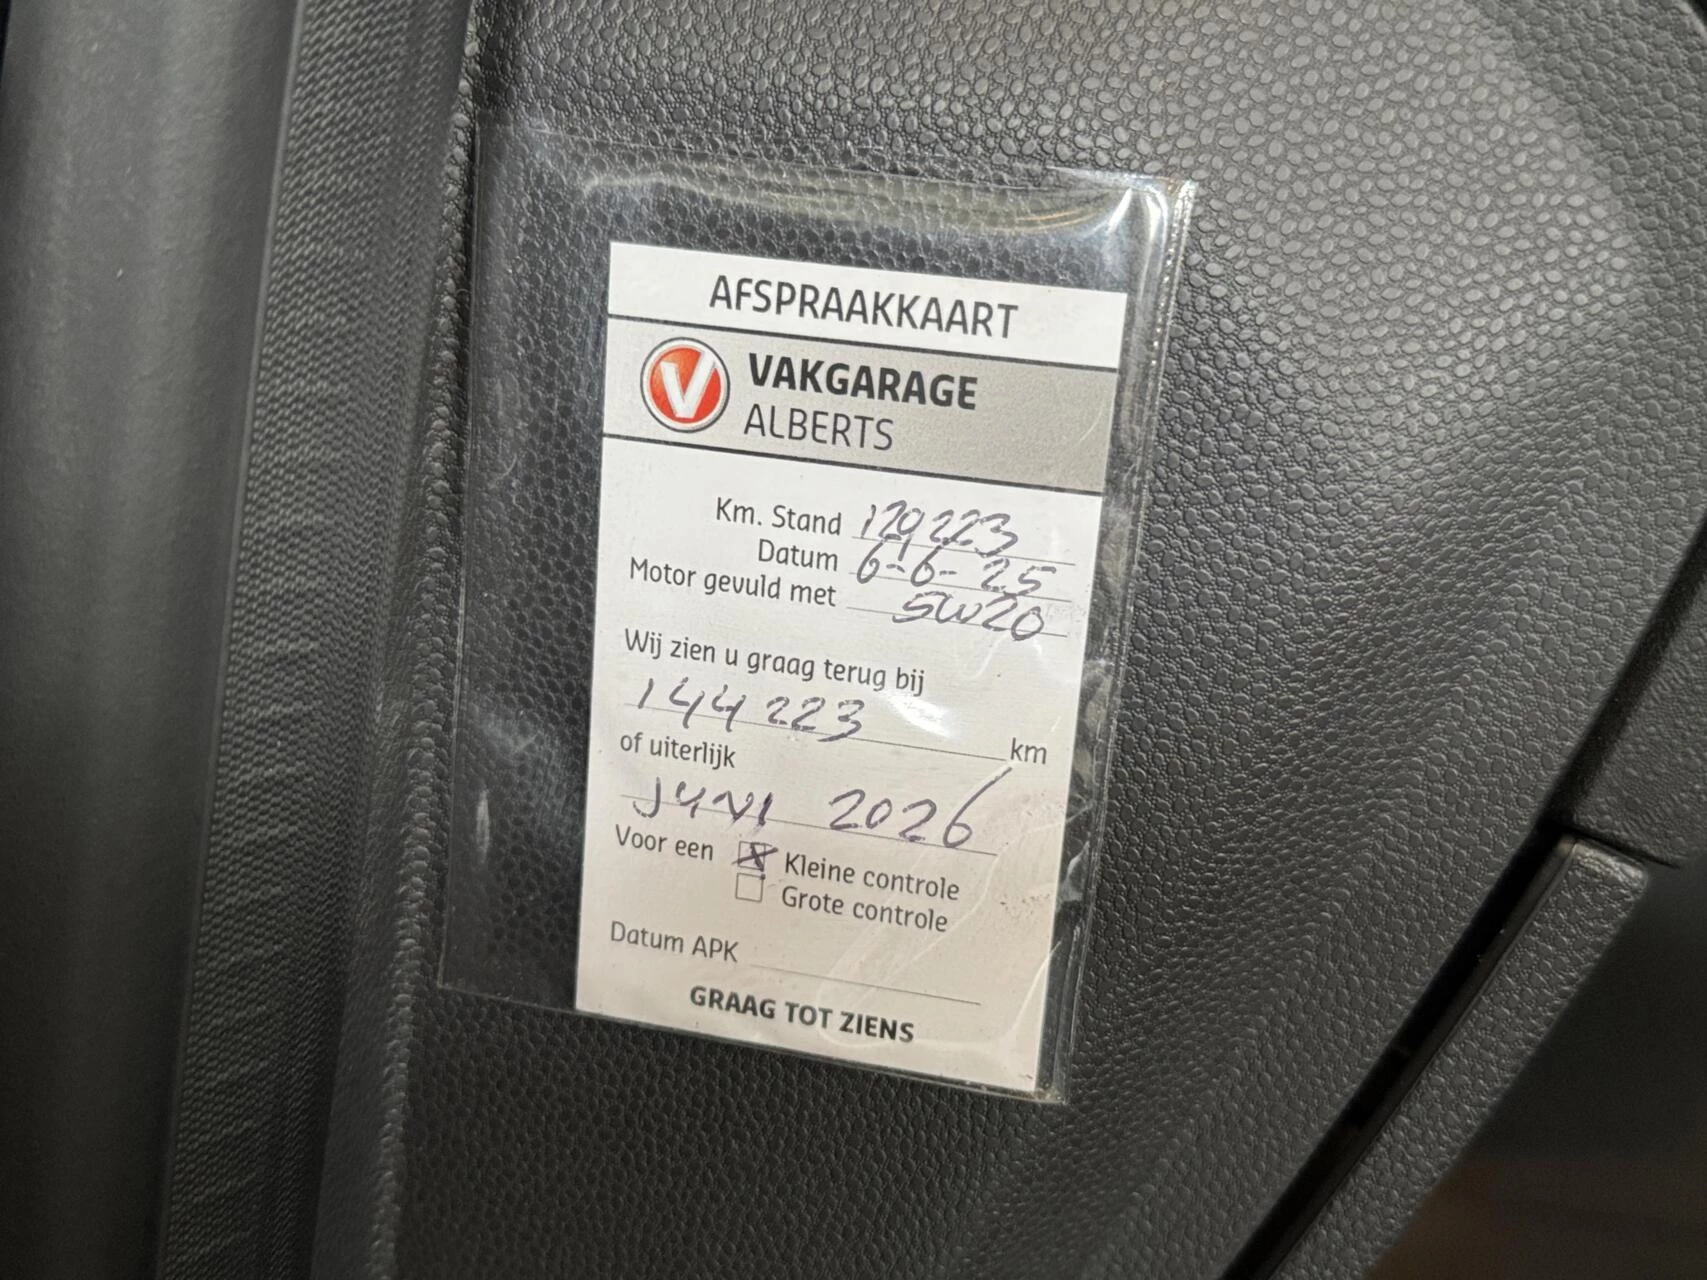 AFSPRAAKKAART
V VAKGARAGE
ALBERTS
Km. Stand 129223
Datum 6-6-25
Motor gevuld met 5W20
Wij zien u graag terug bij
144223 km
of uiterlijk
JUNI 2026
Voor een X Kleine controle
Grote controle
Datum APK
GRAAG TOT ZIENS